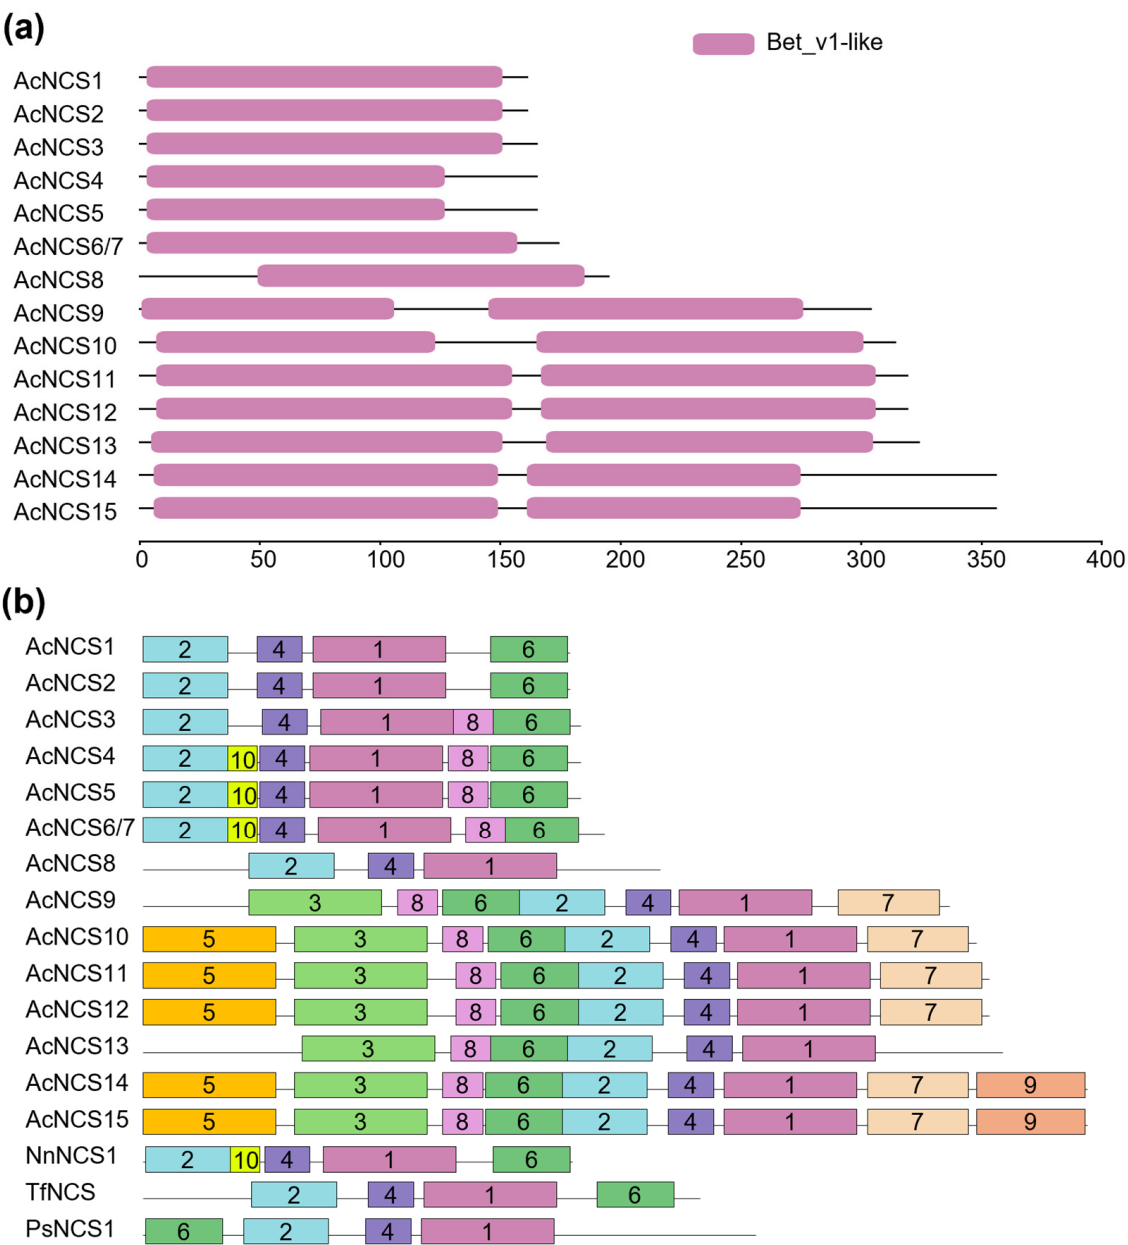 (a)
Bet_v1-like
AcNCS1
AcNCS2
AcNCS3
AcNCS4
AcNCS5
AcNCS6/7
AcNCS8
AcNCS9
AcNCS10
AcNCS11
AcNCS12
AcNCS13
AcNCS14
AcNCS15
0 50 100 150 200 250 300 350 400
(b)
AcNCS1 2 4 1 6
AcNCS2 2 4 1 6
AcNCS3 2 4 1 8 6
AcNCS4 2 10 4 1 8 6
AcNCS5 2 10 4 1 8 6
AcNCS6/7 2 10 4 1 8 6
AcNCS8 2 4 1
AcNCS9 3 8 6 2 4 1 7
AcNCS10 5 3 8 6 2 4 1 7
AcNCS11 5 3 8 6 2 4 1 7
AcNCS12 5 3 8 6 2 4 1 7
AcNCS13 3 8 6 2 4 1
AcNCS14 5 3 8 6 2 4 1 7 9
AcNCS15 5 3 8 6 2 4 1 7 9
NnNCS1 2 10 4 1 6
TfNCS 2 4 1 6
PsNCS1 6 2 4 1